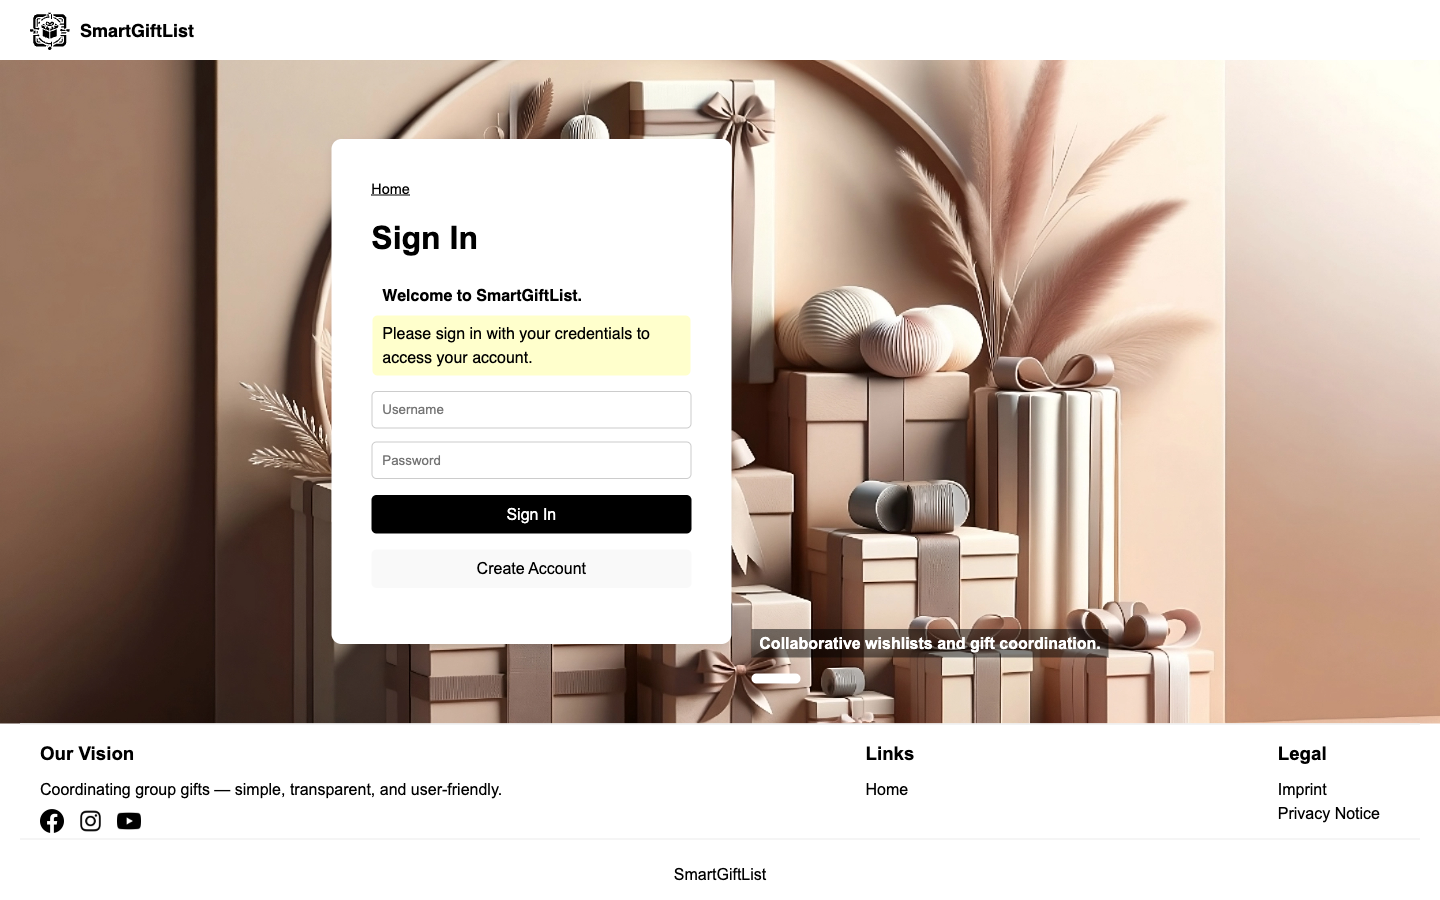 SmartGiftList
Home
Sign In
Welcome to SmartGiftList.
Please sign in with your credentials to
access your account.
Username
Password
Sign In
Create Account
Collaborative wishlists and gift coordination.
Our Vision
Coordinating group gifts — simple, transparent, and user-friendly.
Links
Home
Legal
Imprint
Privacy Notice
SmartGiftList